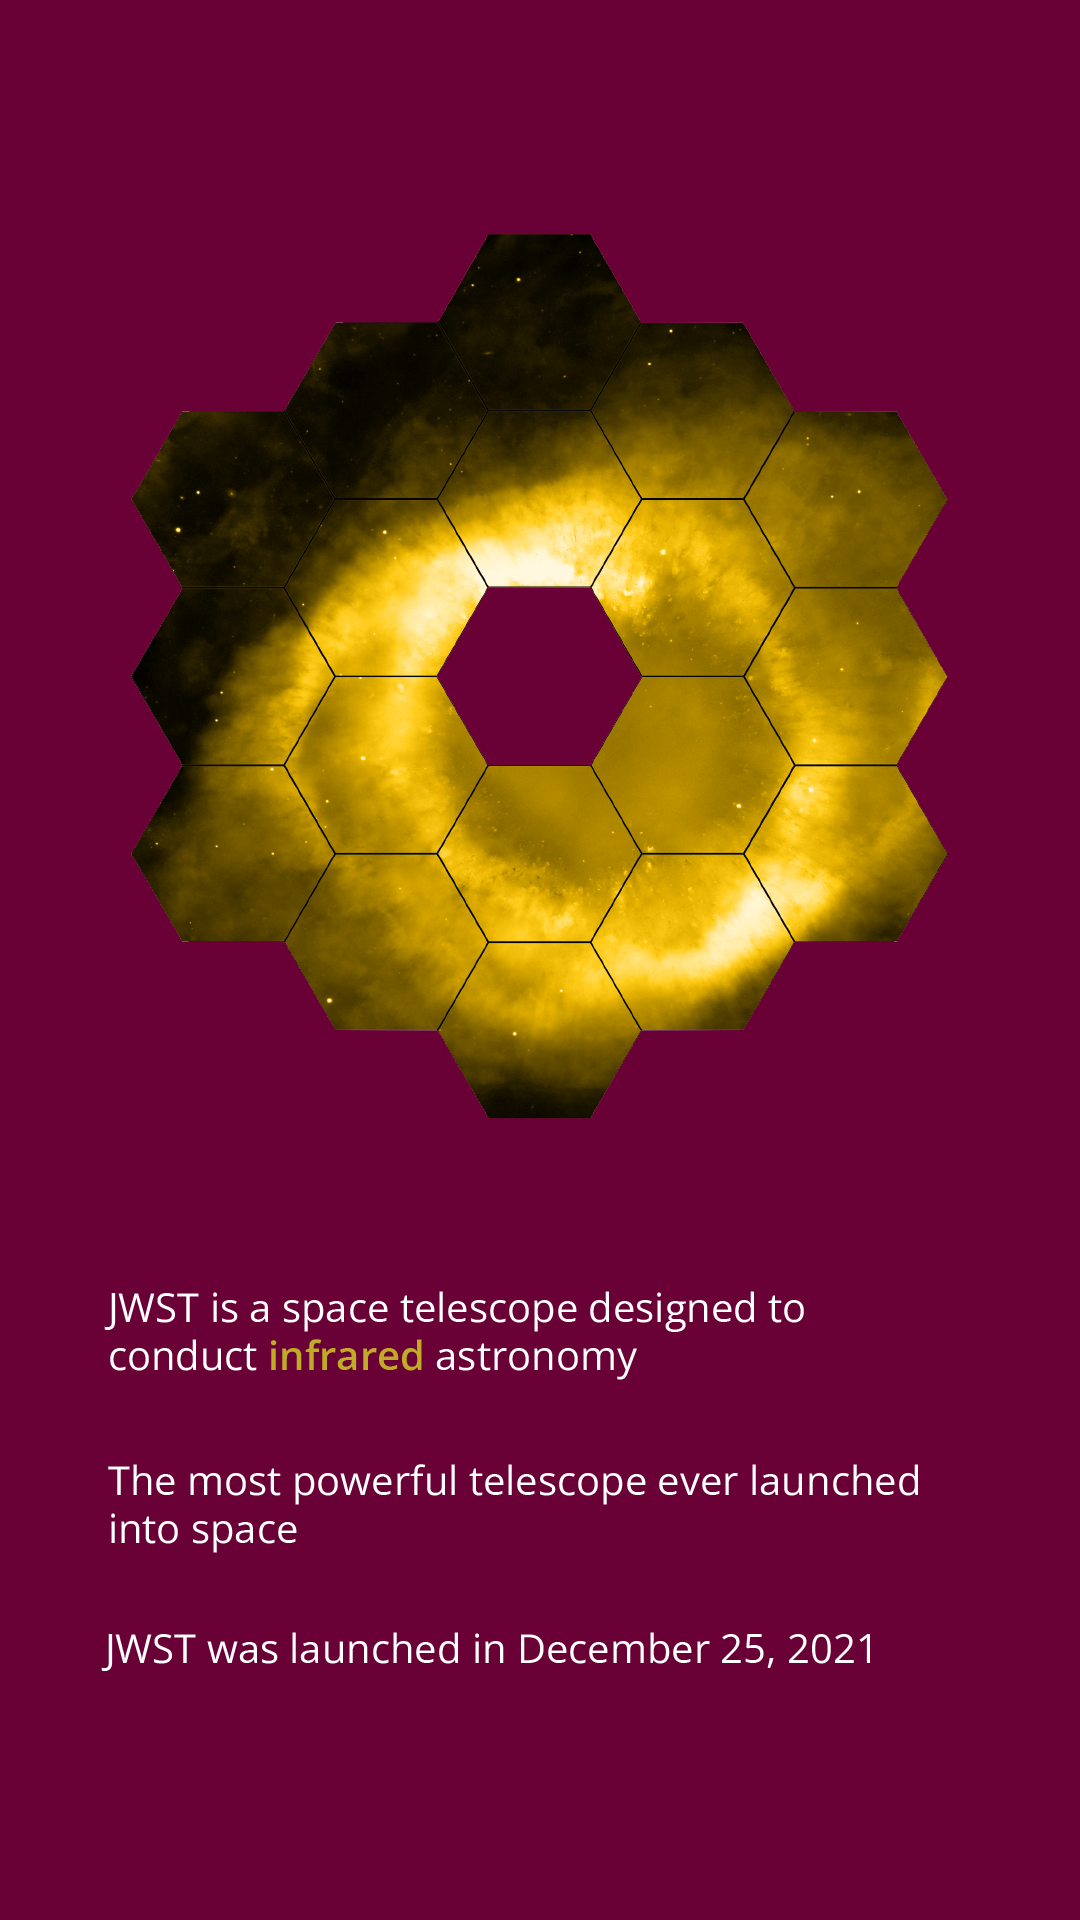 JWST is a space telescope designed to
conduct infrared astronomy
The most powerful telescope ever launched
into space
JWST was launched in December 25, 2021